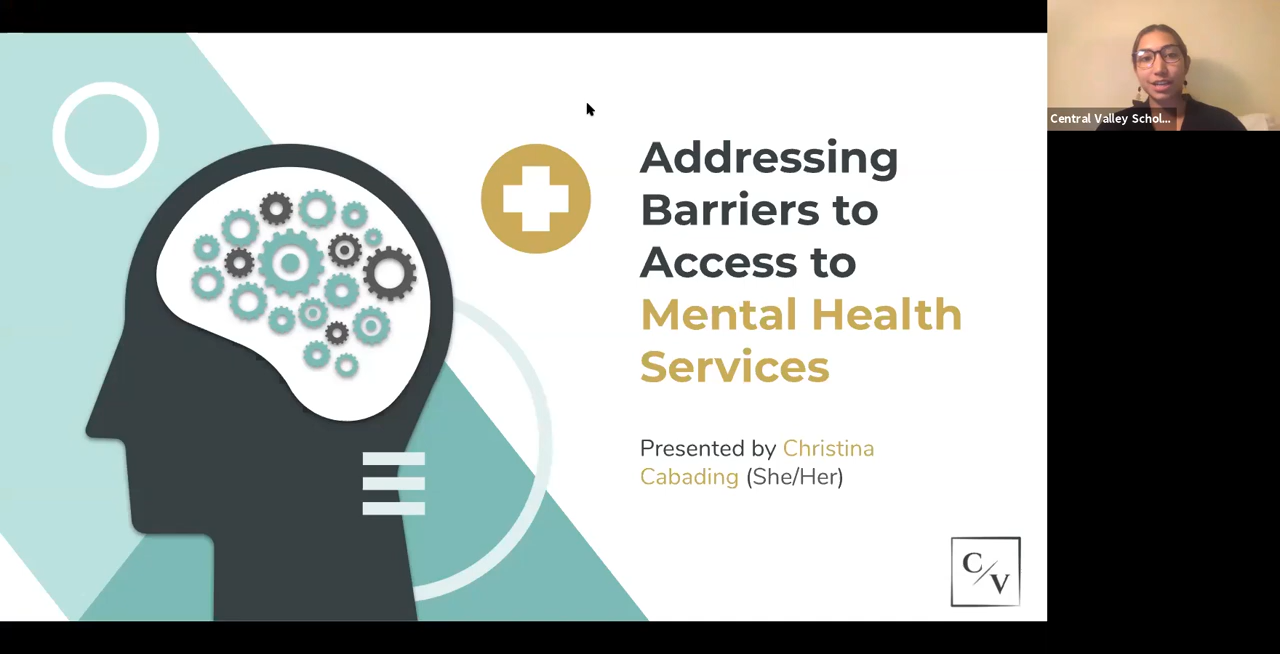 Central Valley Schol...
Addressing
Barriers to
Access to
Mental Health
Services
Presented by Christina
Cabading (She/Her)
C/V